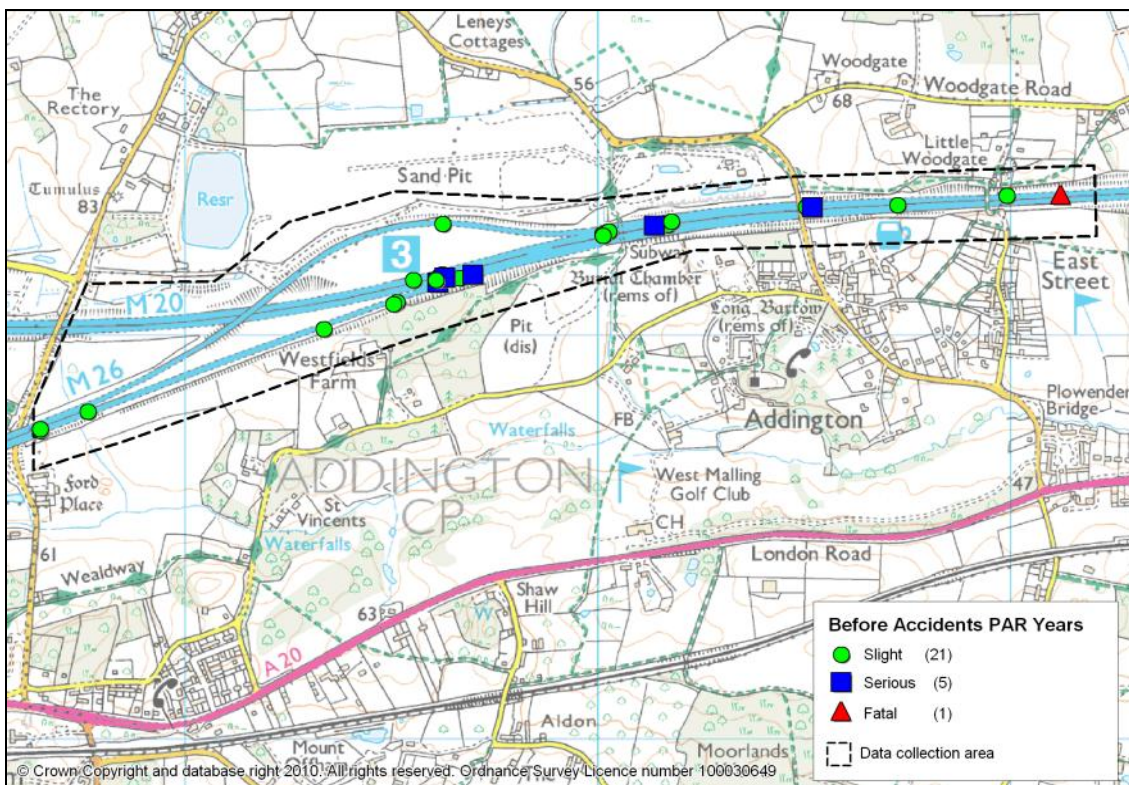 Leneys
Cottages
Woodgate
Woodgate Road
The
Rectory
56
68
Little
Woodgate
Sand Pit
Tumulus
83
Resr
3
Subway
Burial Chamber
(rems of)
East
Street
M 20
Long Barrow
(rems of)
Pit
(dis)
M 26
Westfields
Farm
Plowender
Bridge
FB
Addington
Waterfalls
ADDINGTON
CP
West Malling
Golf Club
47
Ford
Place
St
Vincents
CH
Waterfalls
London Road
61
Wealdway
Shaw
Hill
63
W
A 20
Aldon
Mount
Moorlands
Before Accidents PAR Years
Slight (21)
Serious (5)
Fatal (1)
Data collection area
© Crown Copyright and database right 2010. All rights reserved. Ordnance Survey Licence number 100030649